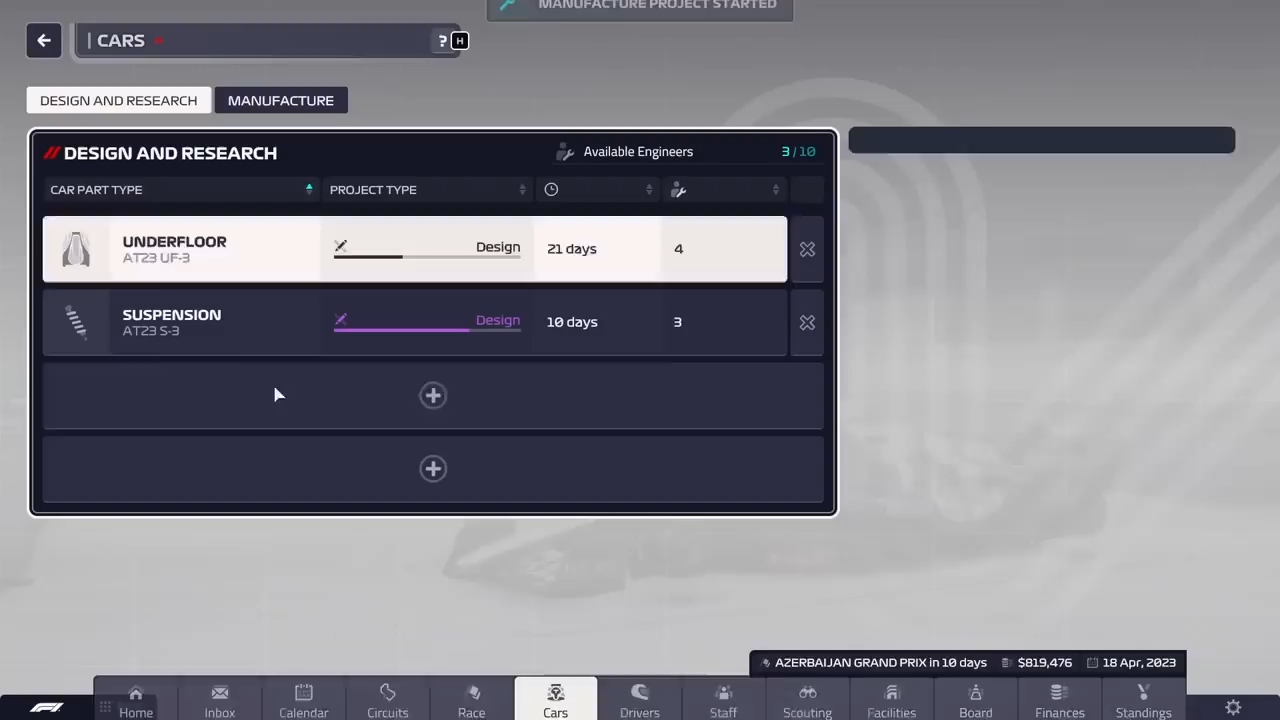 MANUFACTURE PROJECT STARTED
CARS
? H
DESIGN AND RESEARCH
MANUFACTURE
DESIGN AND RESEARCH
Available Engineers
3/10
CAR PART TYPE
PROJECT TYPE
UNDERFLOOR
AT23 UF-3
Design
21 days
4
SUSPENSION
AT23 S-3
Design
10 days
3
AZERBAIJAN GRAND PRIX in 10 days
$819,476
18 Apr, 2023
Home
Inbox
Calendar
Circuits
Race
Cars
Drivers
Staff
Scouting
Facilities
Board
Finances
Standings